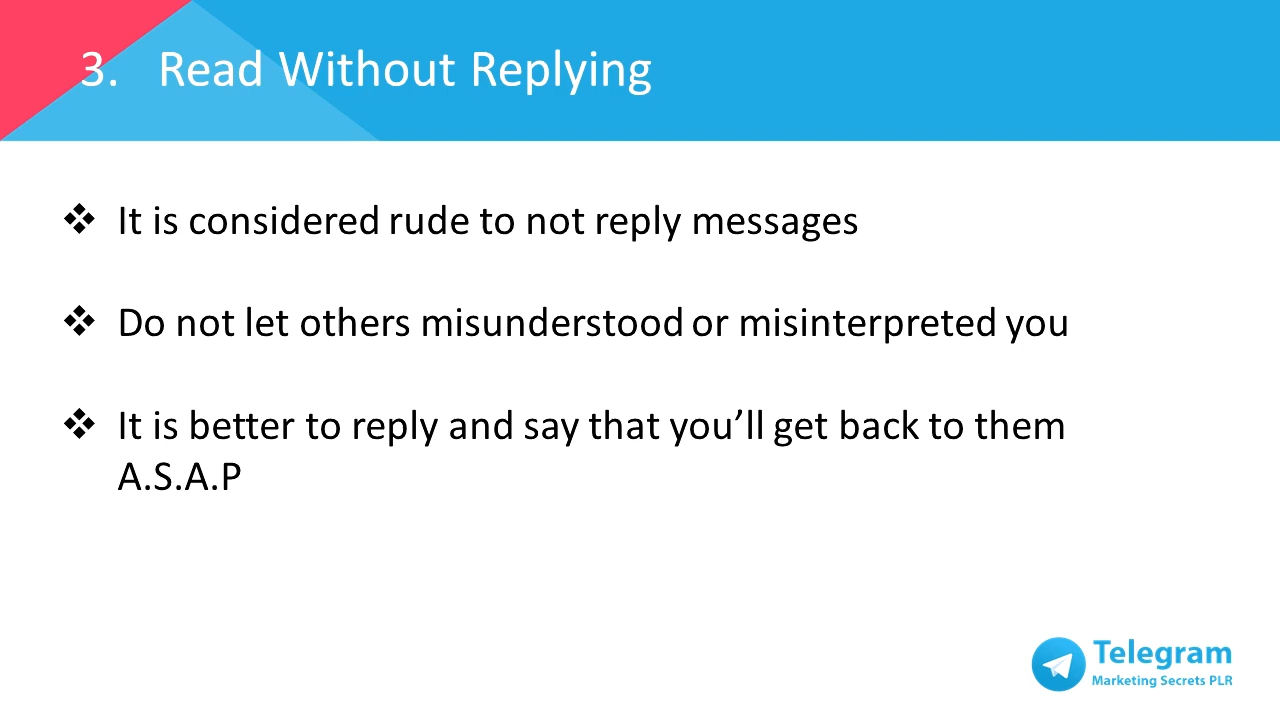 3. Read Without Replying
❖ It is considered rude to not reply messages
❖ Do not let others misunderstood or misinterpreted you
❖ It is better to reply and say that you’ll get back to them
A.S.A.P
Telegram
Marketing Secrets PLR